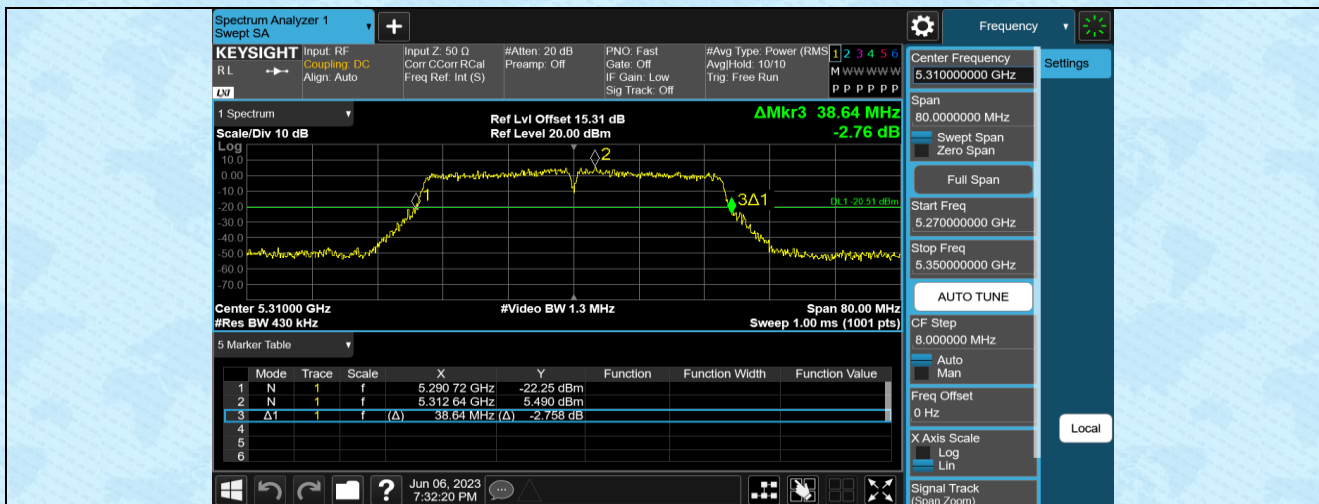 Spectrum Analyzer 1
Swept SA
+
Frequency
KEYSIGHT
RL
LXI
Input: RF
Coupling: DC
Align: Auto
Input Z: 50 Ω
Corr CCorr RCal
Freq Ref: Int (S)
#Atten: 20 dB
Preamp: Off
PNO: Fast
Gate: Off
IF Gain: Low
Sig Track: Off
#Avg Type: Power (RMS
Avg|Hold: 10/10
Trig: Free Run
1 2 3 4 5 6
M W W W W W
P P P P P P
1 Spectrum
Scale/Div 10 dB
Ref Lvl Offset 15.31 dB
Ref Level 20.00 dBm
ΔMkr3 38.64 MHz
-2.76 dB
Log
10.0
0.00
-10.0
-20.0
-30.0
-40.0
-50.0
-60.0
-70.0
1
2
3Δ1
DL1 -20.51 dBm
Center 5.31000 GHz
#Video BW 1.3 MHz
Span 80.00 MHz
#Res BW 430 kHz
Sweep 1.00 ms (1001 pts)
5 Marker Table
Mode Trace Scale X Y Function Function Width Function Value
1 N 1 f 5.290 72 GHz -22.25 dBm
2 N 1 f 5.312 64 GHz 5.490 dBm
3 Δ1 1 f (Δ) 38.64 MHz (Δ) -2.758 dB
4
5
6
?
Jun 06, 2023
7:32:20 PM
Center Frequency
5.310000000 GHz
Settings
Span
80.0000000 MHz
Swept Span
Zero Span
Full Span
Start Freq
5.270000000 GHz
Stop Freq
5.350000000 GHz
AUTO TUNE
CF Step
8.000000 MHz
Auto
Man
Freq Offset
0 Hz
X Axis Scale
Log
Lin
Local
Signal Track
(Span Zoom)